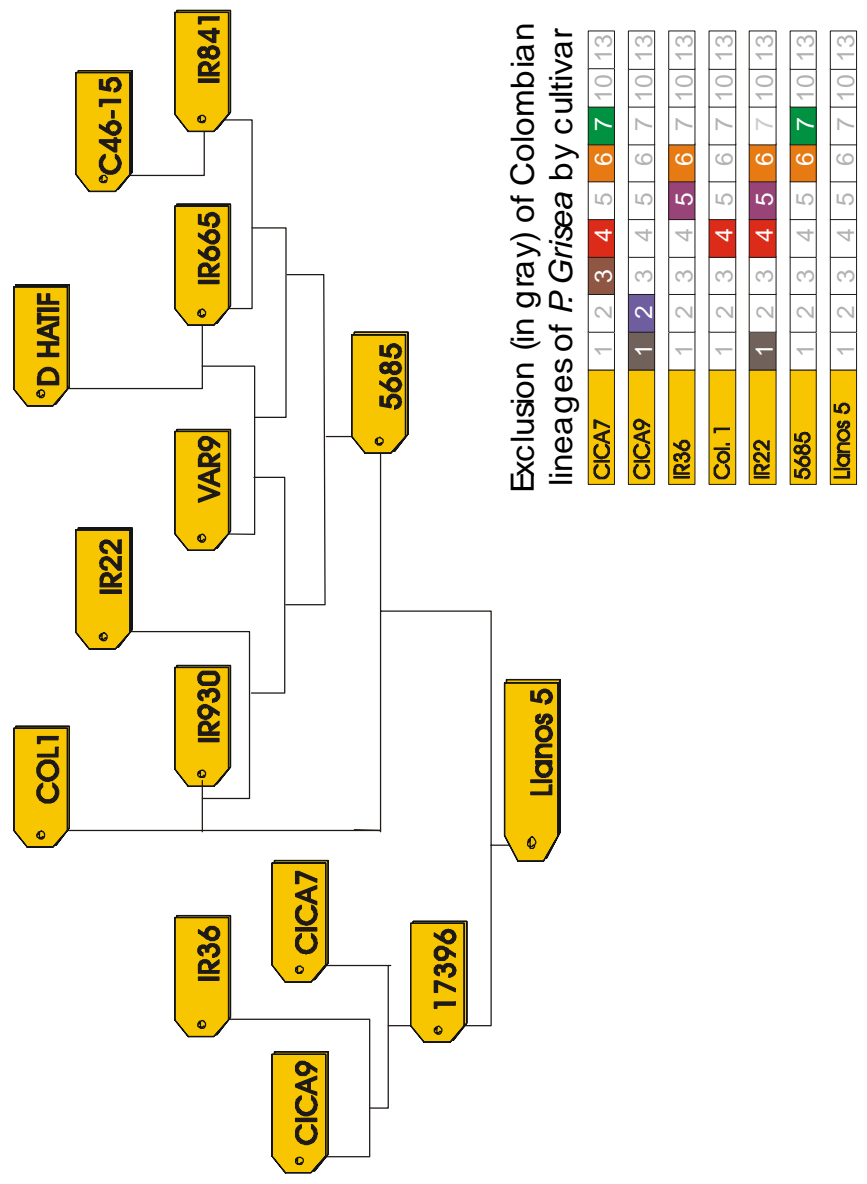 COL1
D HATIF
IR22
C46-15
IR36
IR930
VAR9
IR665
IR841
CICA9
CICA7
5685
17396
Llanos 5
Exclusion (in gray) of Colombian
lineages of P. Grisea by cultivar
CICA7 1 2 3 4 5 6 7 10 13
CICA9 1 2 3 4 5 6 7 10 13
IR36 1 2 3 4 5 6 7 10 13
Col. 1 1 2 3 4 5 6 7 10 13
IR22 1 2 3 4 5 6 7 10 13
5685 1 2 3 4 5 6 7 10 13
Llanos 5 1 2 3 4 5 6 7 10 13